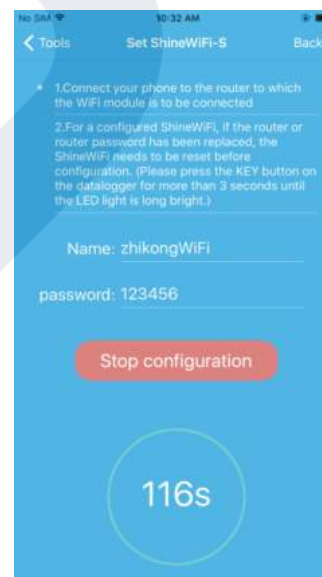 No SIM 10:32 AM
Tools Set ShineWiFi-S Back
1.Connect your phone to the router to which
the WiFi module is to be connected
2.For a configured ShineWiFi, if the router or
router password has been replaced, the
ShineWiFi needs to be reset before
configuration. (Please press the KEY button on
the datalogger for more than 3 seconds until
the LED light is long bright.)
Name: zhikongWiFi
password: 123456
Stop configuration
116s